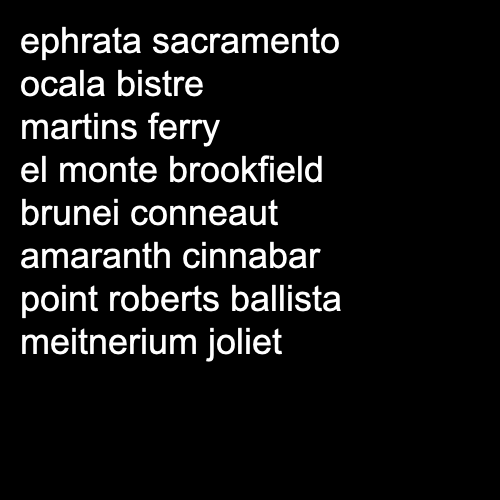 ephrata sacramento
ocala bistre
martins ferry
el monte brookfield
brunei conneaut
amaranth cinnabar
point roberts ballista
meitnerium joliet